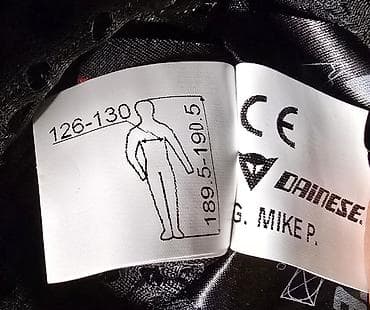 126-130
189.5-190.5
CE
DAINESE.
G. MIKE P.